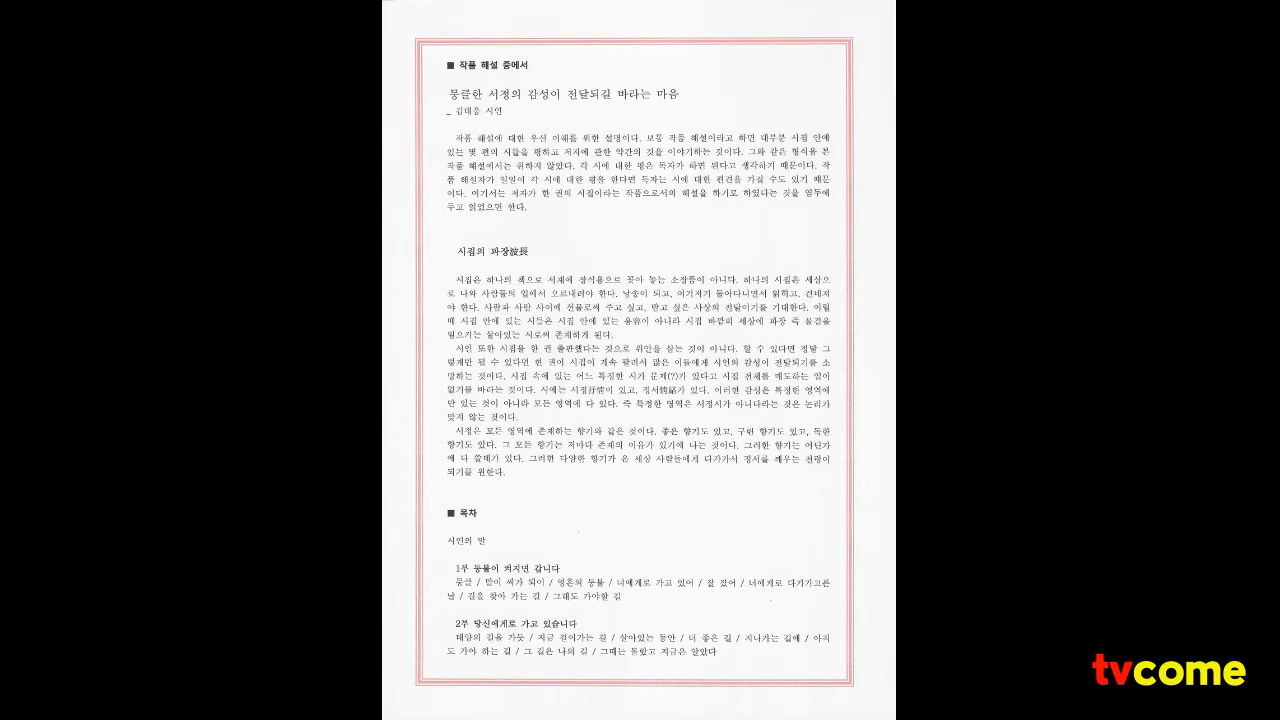 ■ 작품 해설 중에서
뭉클한 서정의 감성이 전달되길 바라는 마음
_ 김대응 시인
작품 해설에 대한 우선 이해를 위한 설명이다. 보통 작품 해설이라고 하면 대부분 시집 안에
있는 몇 편의 시들을 평하고 저자에 관한 약간의 것을 이야기하는 것이다. 그와 같은 형식을 본
작품 해설에서는 취하지 않았다. 각 시에 대한 평은 독자가 하면 된다고 생각하기 때문이다. 작
품 해설자가 일일이 각 시에 대한 평을 한다면 독자는 시에 대한 편견을 가질 수도 있기 때문
이다. 여기서는 저자가 한 권의 시집이라는 작품으로서의 해설을 하기로 하였다는 것을 염두에
두고 읽었으면 한다.
시집의 파장波長
시집은 하나의 책으로 서재에 장식용으로 꽂아 놓는 소장품이 아니다. 하나의 시집은 세상으
로 나와 사람들의 입에서 오르내려야 한다. 낭송이 되고, 여기저기 돌아다니면서 읽히고, 건네져
야 한다. 사람과 사람 사이에 선물로써 주고 싶고, 받고 싶은 사상의 전달이기를 기대한다. 이럴
때 시집 안에 있는 시들은 시집 안에 있는 용容이 아니라 시집 바깥의 세상에 파장 즉 물결을
일으키는 살아있는 시로써 존재하게 된다.
시인 또한 시집을 한 권 출판했다는 것으로 위안을 삼는 것이 아니다. 할 수 있다면 정말 그
렇게만 될 수 있다면 한 권이 시집이 계속 팔려서 많은 이들에게 시인의 감성이 전달되기를 소
망하는 것이다. 시집 속에 있는 어느 특정한 시가 문제(?)가 있다고 시집 전체를 매도하는 일이
없기를 바라는 것이다. 시에는 서정抒情이 있고, 정서情緖가 있다. 이러한 감성은 특정한 영역에
만 있는 것이 아니라 모든 영역에 다 있다. 즉 특정한 영역은 서정시가 아니다라는 것은 논리가
맞지 않는 것이다.
서정은 모든 영역에 존재하는 향기와 같은 것이다. 좋은 향기도 있고, 구린 향기도 있고, 독한
향기도 있다. 그 모든 향기는 저마다 존재의 이유가 있기에 나는 것이다. 그러한 향기는 어딘가
에 다 쓸데가 있다. 그러한 다양한 향기가 온 세상 사람들에게 다가가서 정서를 깨우는 전령이
되기를 원한다.
■ 목차
시인의 말
1부 등불이 켜지면 갑니다
뭉클 / 말이 씨가 되어 / 영혼의 등불 / 너에게로 가고 있어 / 잘 갔어 / 너에게로 다가가고픈
날 / 길을 찾아 가는 길 / 그래도 가야할 길
2부 당신에게로 가고 있습니다
태양의 길을 가듯 / 지금 걸어가는 길 / 살아있는 동안 / 더 좋은 길 / 지나가는 길에 / 아직
도 가야 하는 길 / 그 길은 나의 길 / 그때는 몰랐고 지금은 알았다
tvcome